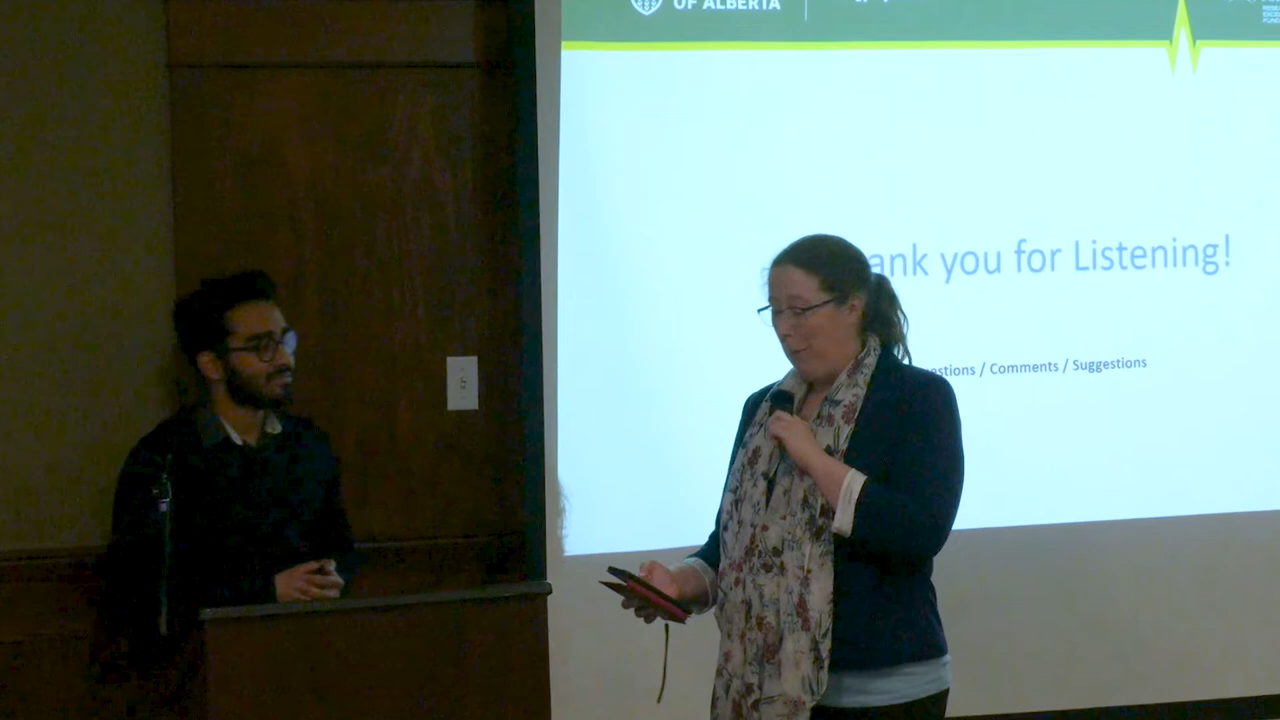 OF ALBERTA
ank you for Listening!
estions / Comments / Suggestions